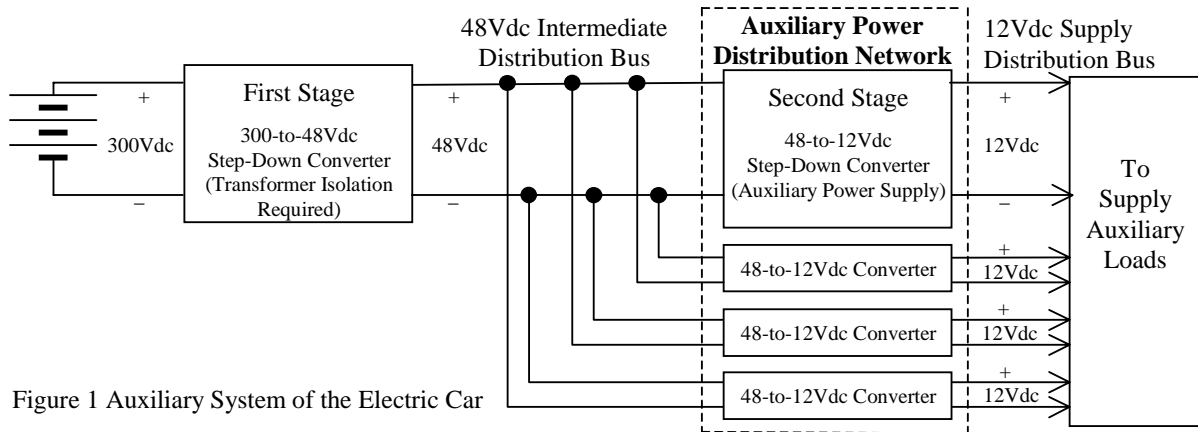 48Vdc Intermediate
Distribution Bus
Auxiliary Power
Distribution Network
12Vdc Supply
Distribution Bus
+
300Vdc
–
First Stage
300-to-48Vdc
Step-Down Converter
(Transformer Isolation
Required)
+
48Vdc
–
Second Stage
48-to-12Vdc
Step-Down Converter
(Auxiliary Power Supply)
+
12Vdc
–
48-to-12Vdc Converter
+
12Vdc
48-to-12Vdc Converter
+
12Vdc
48-to-12Vdc Converter
+
12Vdc
To
Supply
Auxiliary
Loads
Figure 1 Auxiliary System of the Electric Car